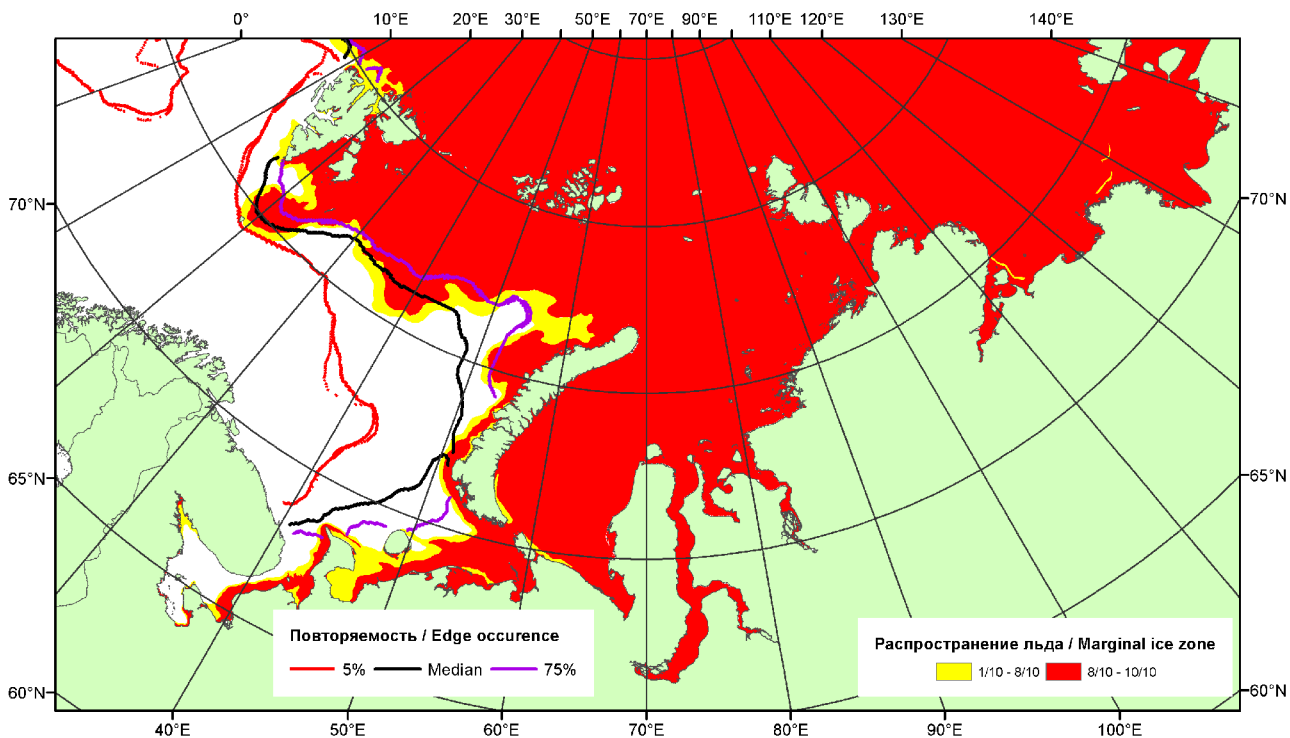 0° 10°E 20°E 30°E 50°E 70°E 90°E 110°E 120°E 130°E 140°E
70°N 70°N
65°N 65°N
Повторяемость / Edge occurence
5% Median 75%
Распространение льда / Marginal ice zone
1/10 - 8/10 8/10 - 10/10
60°N 60°N
40°E 50°E 60°E 70°E 80°E 90°E 100°E